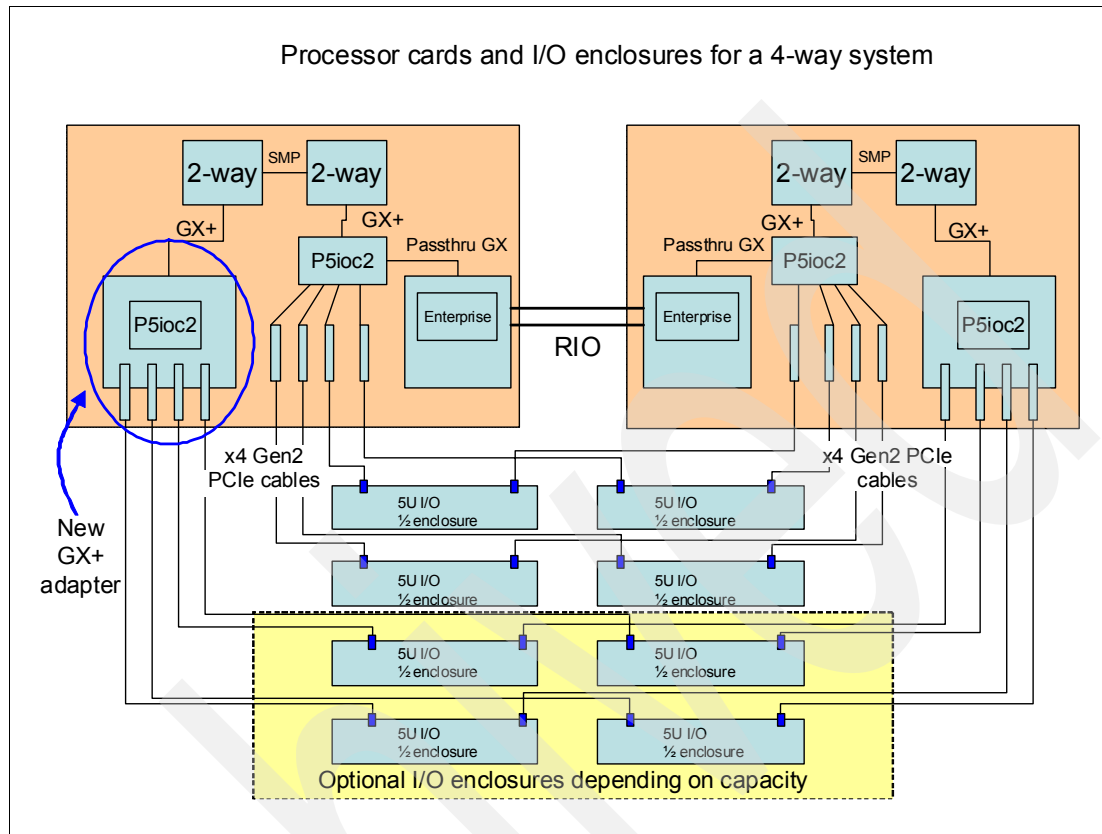 Processor cards and I/O enclosures for a 4-way system
2-way
SMP
2-way
GX+
GX+
P5ioc2
Passthru GX
P5ioc2
Enterprise
RIO
2-way
SMP
2-way
GX+
GX+
Passthru GX
P5ioc2
Enterprise
P5ioc2
x4 Gen2
PCIe cables
x4 Gen2 PCIe
cables
New
GX+
adapter
5U I/O
½ enclosure
5U I/O
½ enclosure
5U I/O
½ enclosure
5U I/O
½ enclosure
5U I/O
½ enclosure
5U I/O
½ enclosure
5U I/O
½ enclosure
5U I/O
½ enclosure
Optional I/O enclosures depending on capacity